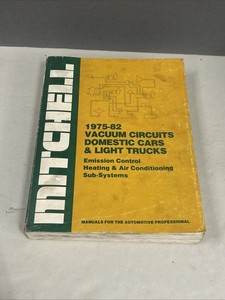 MITCHELL
1975-82
VACUUM CIRCUITS
DOMESTIC CARS
& LIGHT TRUCKS
Emission Control
Heating & Air Conditioning
Sub-Systems
MANUALS FOR THE AUTOMOTIVE PROFESSIONAL